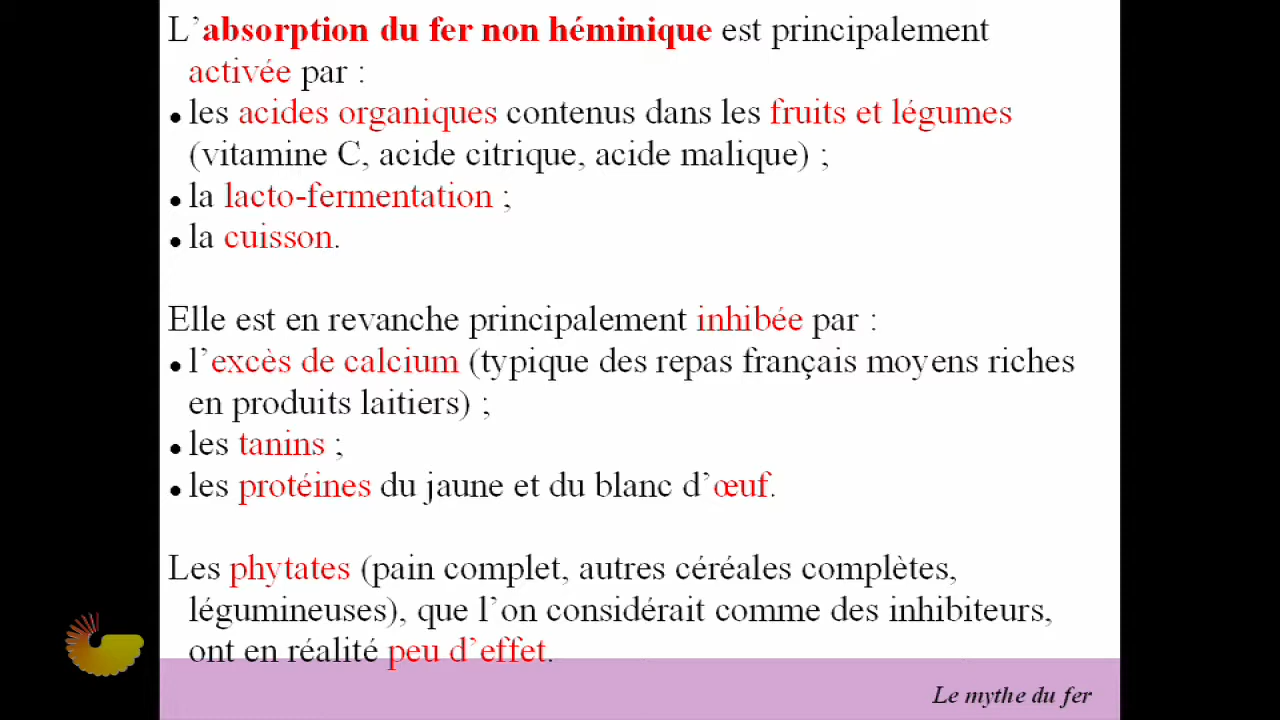 L’absorption du fer non héminique est principalement
activée par :
• les acides organiques contenus dans les fruits et légumes
(vitamine C, acide citrique, acide malique) ;
• la lacto-fermentation ;
• la cuisson.
Elle est en revanche principalement inhibée par :
• l’excès de calcium (typique des repas français moyens riches
en produits laitiers) ;
• les tanins ;
• les protéines du jaune et du blanc d’œuf.
Les phytates (pain complet, autres céréales complètes,
légumineuses), que l’on considérait comme des inhibiteurs,
ont en réalité peu d’effet.
Le mythe du fer